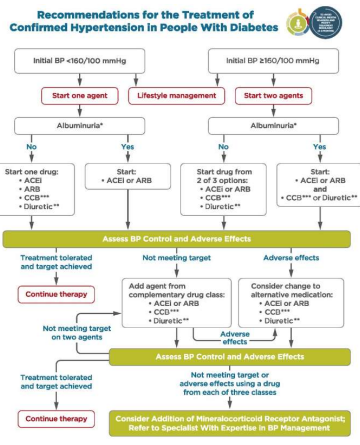 Recommendations for the Treatment of
Confirmed Hypertension in People With Diabetes
Initial BP <160/100 mmHg
Initial BP ≥160/100 mmHg
Start one agent
Lifestyle management
Start two agents
Albuminuria*
Albuminuria*
No
Yes
No
Yes
Start one drug:
• ACEi
• ARB
• CCB***
• Diuretic**
Start:
• ACEi or ARB
Start drug from
2 of 3 options:
• ACEi or ARB
• CCB***
• Diuretic**
Start:
• ACEi or ARB
and
• CCB*** or Diuretic**
Assess BP Control and Adverse Effects
Treatment tolerated
and target achieved
Not meeting target
Adverse effects
Continue therapy
Add agent from
complementary drug class:
• ACEi or ARB
• CCB***
• Diuretic**
Consider change to
alternative medication:
• ACEi or ARB
• CCB***
• Diuretic**
Not meeting target
on two agents
Adverse
effects
Assess BP Control and Adverse Effects
Treatment tolerated
and target achieved
Not meeting target or
adverse effects using a drug
from each of three classes
Continue therapy
Consider Addition of Mineralocorticoid Receptor Antagonist;
Refer to Specialist With Expertise in BP Management